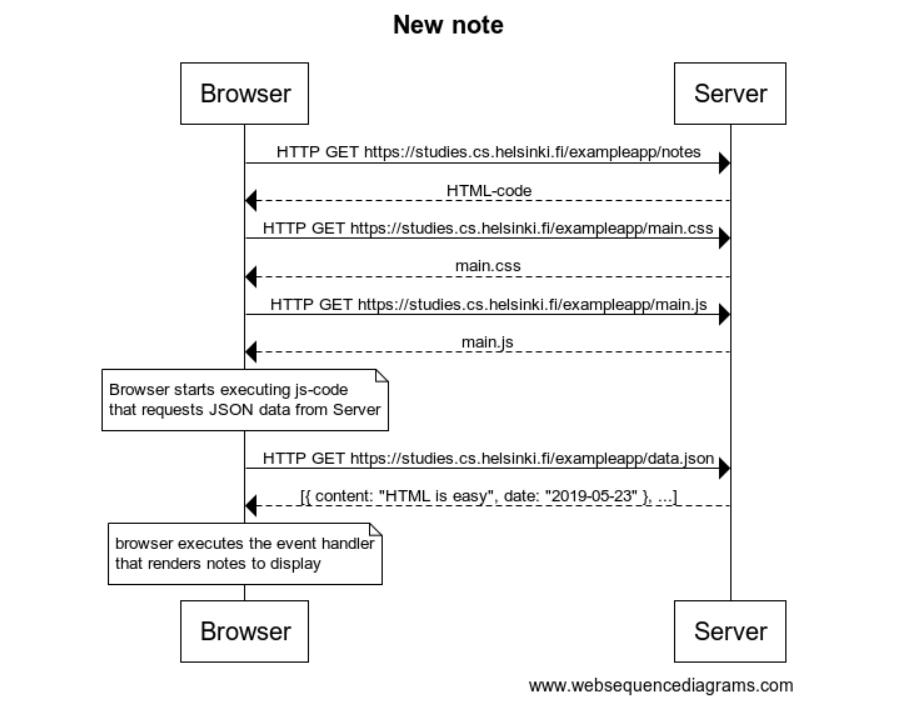 New note
Browser
Server
HTTP GET https://studies.cs.helsinki.fi/exampleapp/notes
HTML-code
HTTP GET https://studies.cs.helsinki.fi/exampleapp/main.css
main.css
HTTP GET https://studies.cs.helsinki.fi/exampleapp/main.js
main.js
Browser starts executing js-code
that requests JSON data from Server
HTTP GET https://studies.cs.helsinki.fi/exampleapp/data.json
[{ content: "HTML is easy", date: "2019-05-23" }, ...]
browser executes the event handler
that renders notes to display
Browser
Server
www.websequencediagrams.com